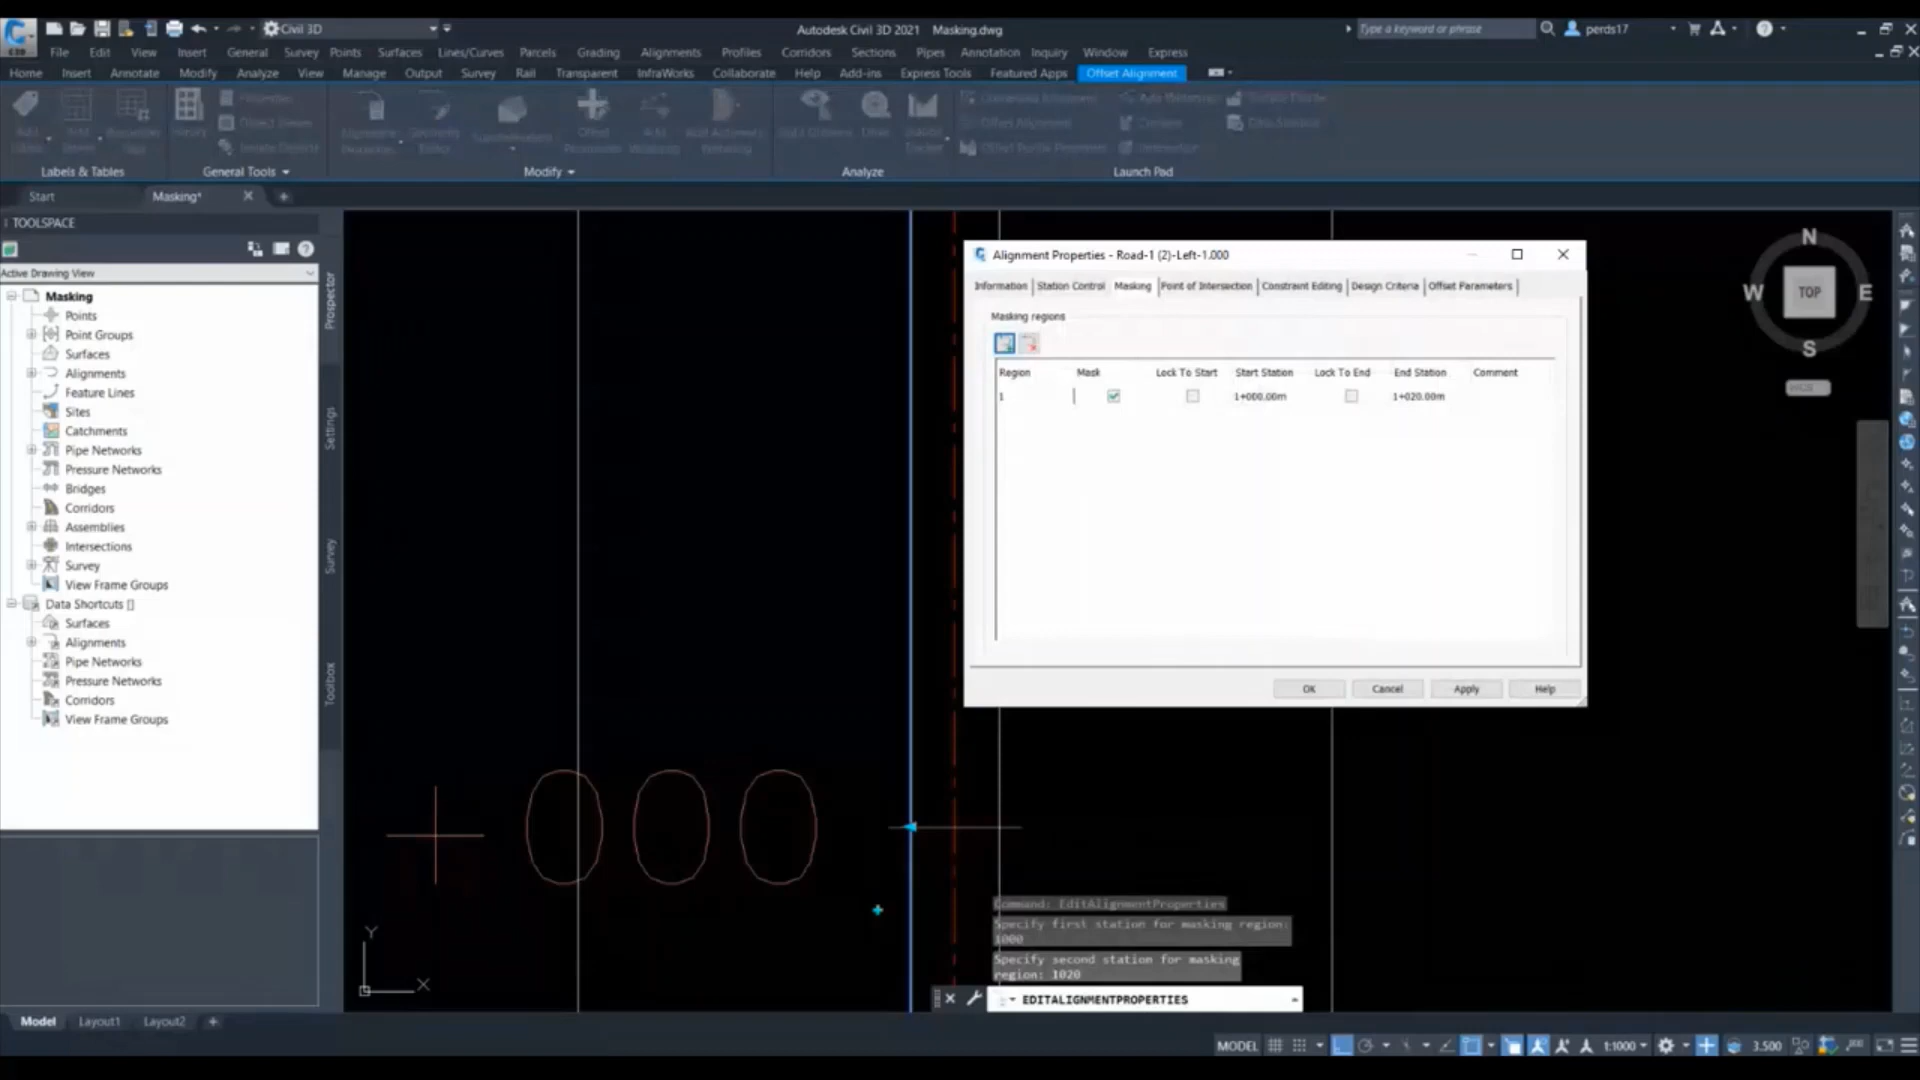 Civil 3D
Autodesk Civil 3D 2021 Masking.dwg
Type a keyword or phrase
perds17
File Edit View Insert General Survey Points Surfaces Lines/Curves Parcels Grading Alignments Profiles Corridors Sections Pipes Annotation Inquiry Window Express
Home Insert Annotate Modify Analyze View Manage Output Survey Rail Transparent InfraWorks Collaborate Help Add-ins Express Tools Featured Apps Offset Alignment
Labels & Tables General Tools Modify Analyze Launch Pad
Start Masking*
TOOLSPACE
Active Drawing View
Masking
Points
Point Groups
Surfaces
Alignments
Feature Lines
Sites
Catchments
Pipe Networks
Pressure Networks
Bridges
Corridors
Assemblies
Intersections
Survey
View Frame Groups
Data Shortcuts []
Surfaces
Alignments
Pipe Networks
Pressure Networks
Corridors
View Frame Groups
Prospector
Settings
Survey
Toolbox
+000
Y
X
N
W TOP E
S
Alignment Properties - Road-1 (2)-Left-1.000
Information Station Control Masking Point of Intersection Constraint Editing Design Criteria Offset Parameters
Masking regions
Region Mask Lock To Start Start Station Lock To End End Station Comment
1 1+000.00m 1+020.00m
OK Cancel Apply Help
Command: EditAlignmentProperties
Specify first station for masking region:
1000
Specify second station for masking
region: 1020
EDITALIGNMENTPROPERTIES
Model Layout1 Layout2 +
MODEL 1:1000 3.500